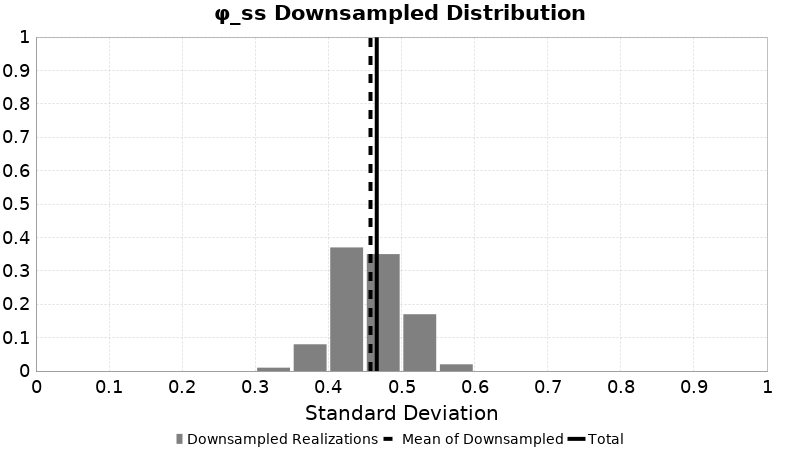 φ_ss Downsampled Distribution
1
0.9
0.8
0.7
0.6
0.5
0.4
0.3
0.2
0.1
0
0 0.1 0.2 0.3 0.4 0.5 0.6 0.7 0.8 0.9 1
Standard Deviation
Downsampled Realizations Mean of Downsampled Total